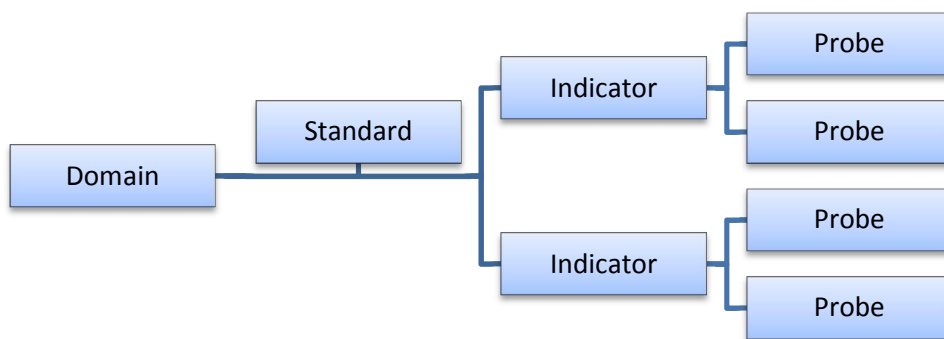 Domain
Standard
Indicator
Probe
Probe
Indicator
Probe
Probe